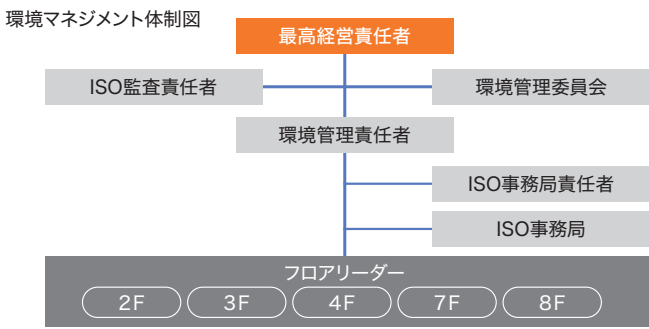 環境マネジメント体制図
最高経営責任者
ISO監査責任者
環境管理委員会
環境管理責任者
ISO事務局責任者
ISO事務局
フロアリーダー
2F 3F 4F 7F 8F